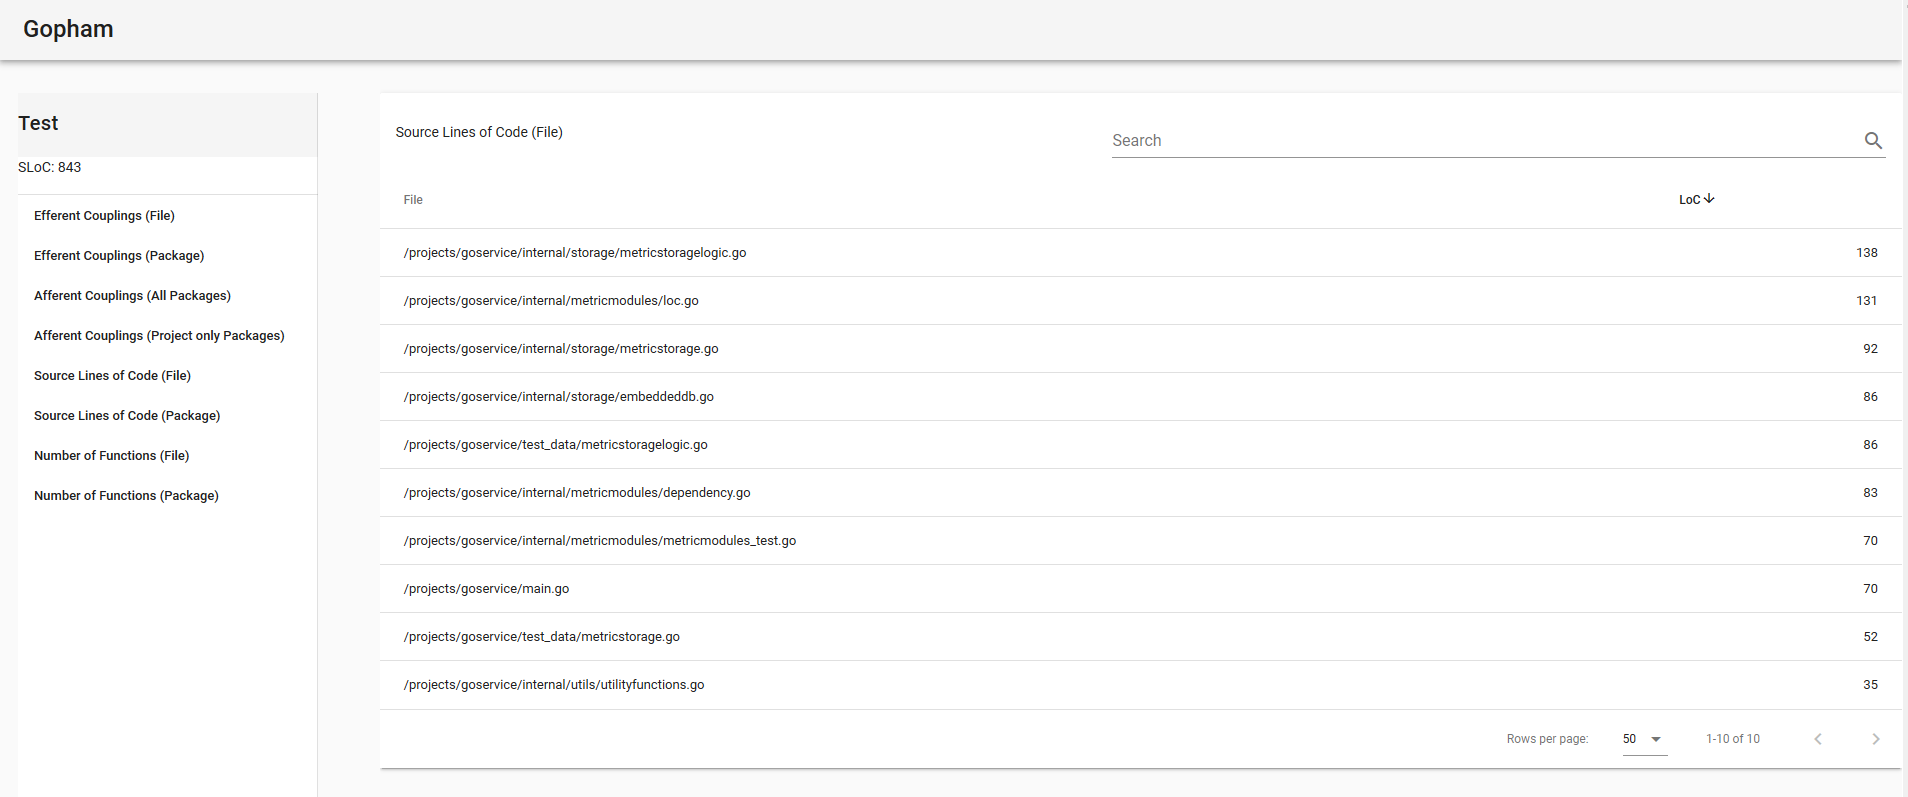 Gopham
Test
SLoC: 843
Efferent Couplings (File)
Efferent Couplings (Package)
Afferent Couplings (All Packages)
Afferent Couplings (Project only Packages)
Source Lines of Code (File)
Source Lines of Code (Package)
Number of Functions (File)
Number of Functions (Package)
Source Lines of Code (File)
Search
File LoC
/projects/goservice/internal/storage/metricstoragelogic.go 138
/projects/goservice/internal/metricmodules/loc.go 131
/projects/goservice/internal/storage/metricstorage.go 92
/projects/goservice/internal/storage/embeddeddb.go 86
/projects/goservice/test_data/metricstoragelogic.go 86
/projects/goservice/internal/metricmodules/dependency.go 83
/projects/goservice/internal/metricmodules/metricmodules_test.go 70
/projects/goservice/main.go 70
/projects/goservice/test_data/metricstorage.go 52
/projects/goservice/internal/utils/utilityfunctions.go 35
Rows per page: 50 1-10 of 10